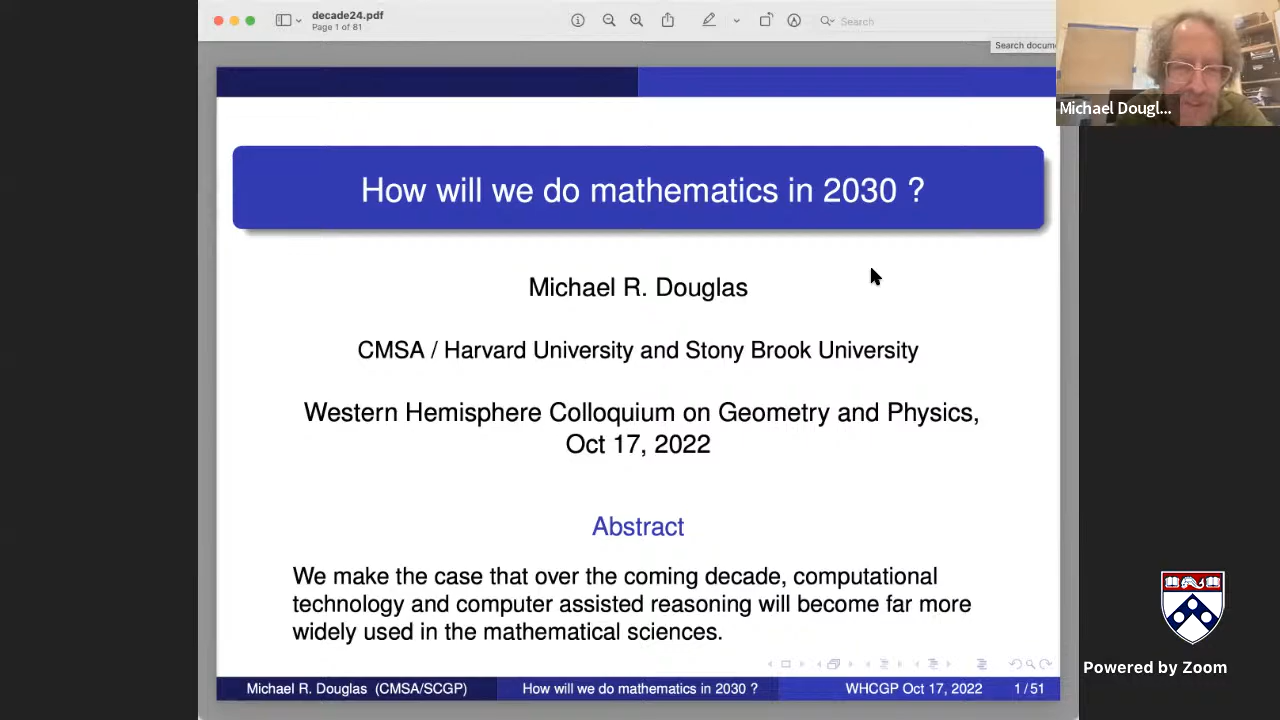 decade24.pdf
Page 1 of 81
Search
Search docume
Michael Dougl...
How will we do mathematics in 2030 ?
Michael R. Douglas
CMSA / Harvard University and Stony Brook University
Western Hemisphere Colloquium on Geometry and Physics,
Oct 17, 2022
Abstract
We make the case that over the coming decade, computational
technology and computer assisted reasoning will become far more
widely used in the mathematical sciences.
Michael R. Douglas (CMSA/SCGP)
How will we do mathematics in 2030 ?
WHCGP Oct 17, 2022
1 / 51
Powered by Zoom